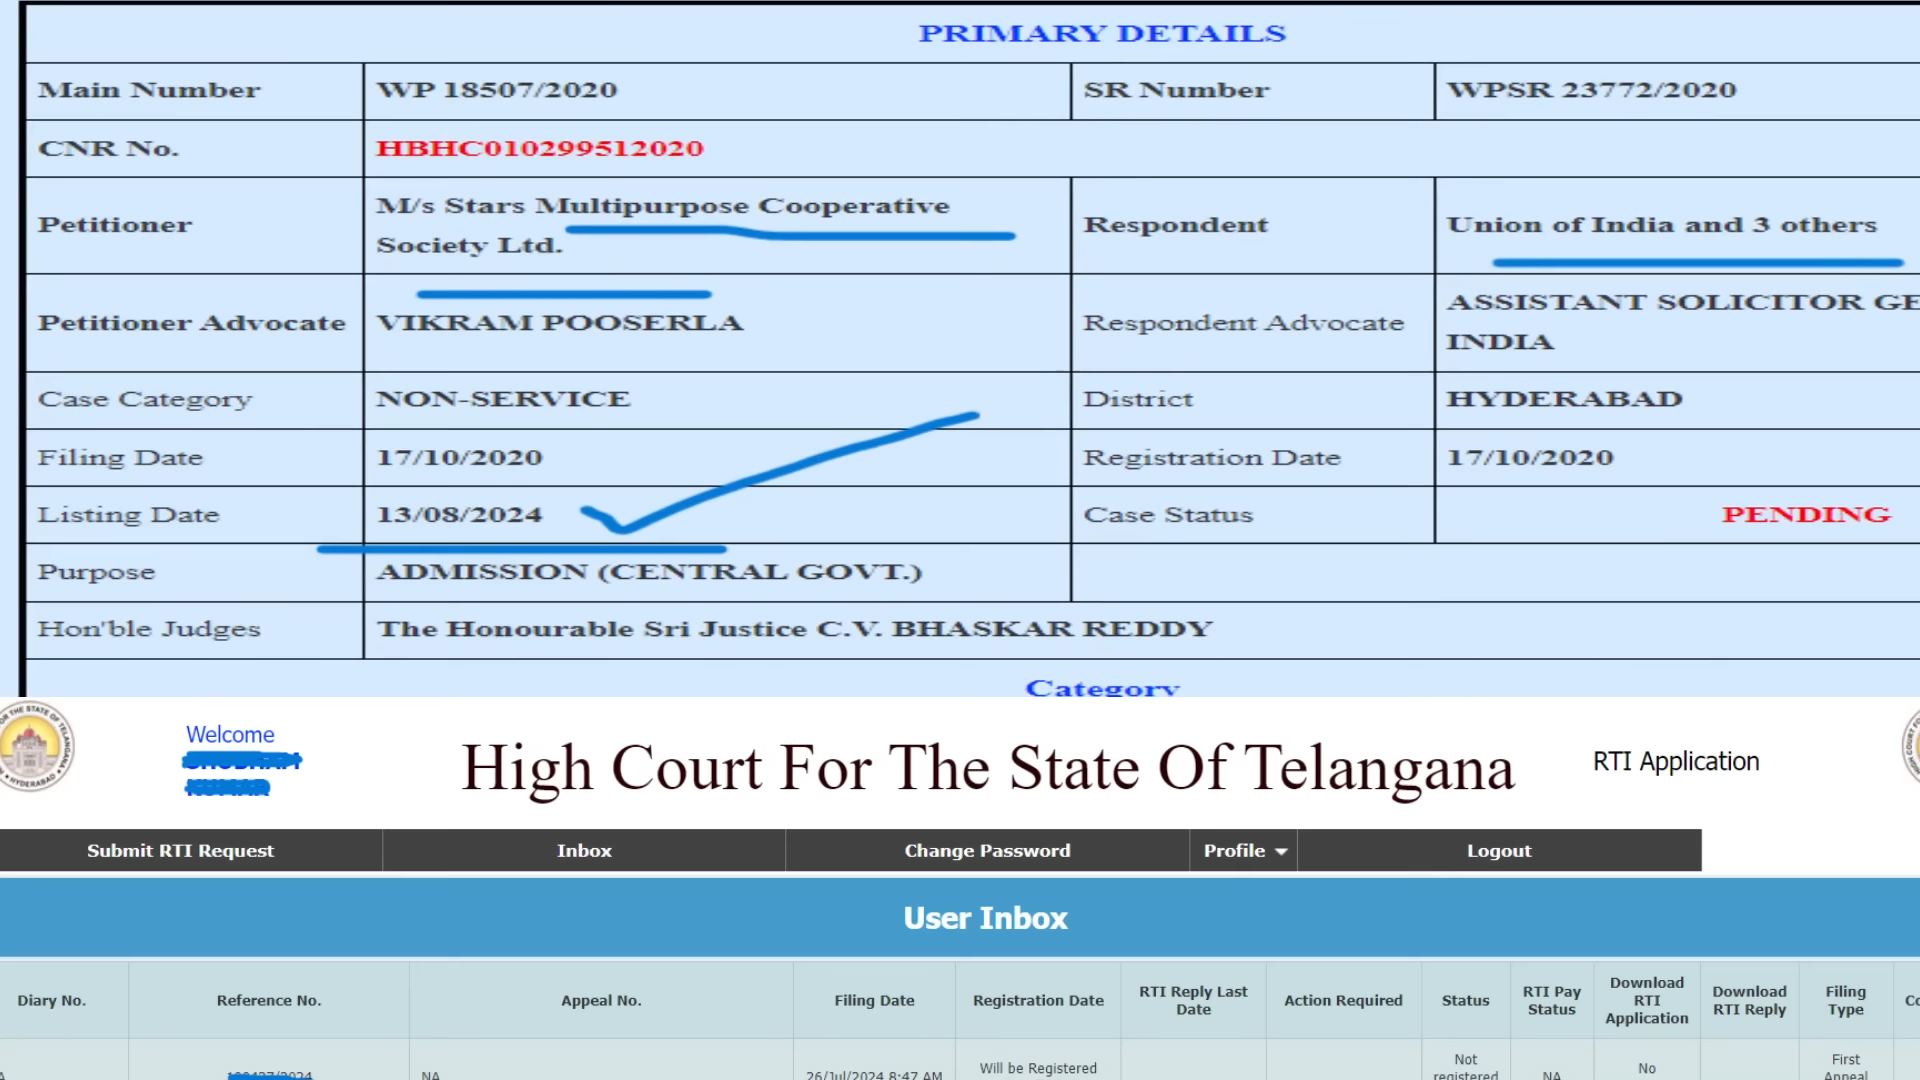 PRIMARY DETAILS
Main Number WP 18507/2020 SR Number WPSR 23772/2020
CNR No. HBHC010299512020
Petitioner M/s Stars Multipurpose Cooperative Society Ltd. Respondent Union of India and 3 others
Petitioner Advocate VIKRAM POOSERLA Respondent Advocate ASSISTANT SOLICITOR GE INDIA
Case Category NON-SERVICE District HYDERABAD
Filing Date 17/10/2020 Registration Date 17/10/2020
Listing Date 13/08/2024 Case Status PENDING
Purpose ADMISSION (CENTRAL GOVT.)
Hon'ble Judges The Honourable Sri Justice C.V. BHASKAR REDDY
Category
Welcome
High Court For The State Of Telangana
RTI Application
Submit RTI Request Inbox Change Password Profile Logout
User Inbox
Diary No. Reference No. Appeal No. Filing Date Registration Date RTI Reply Last Date Action Required Status RTI Pay Status Download RTI Application Download RTI Reply Filing Type
NA 26/Jul/2024 8:47 AM Will be Registered Not registered NA No First Appeal